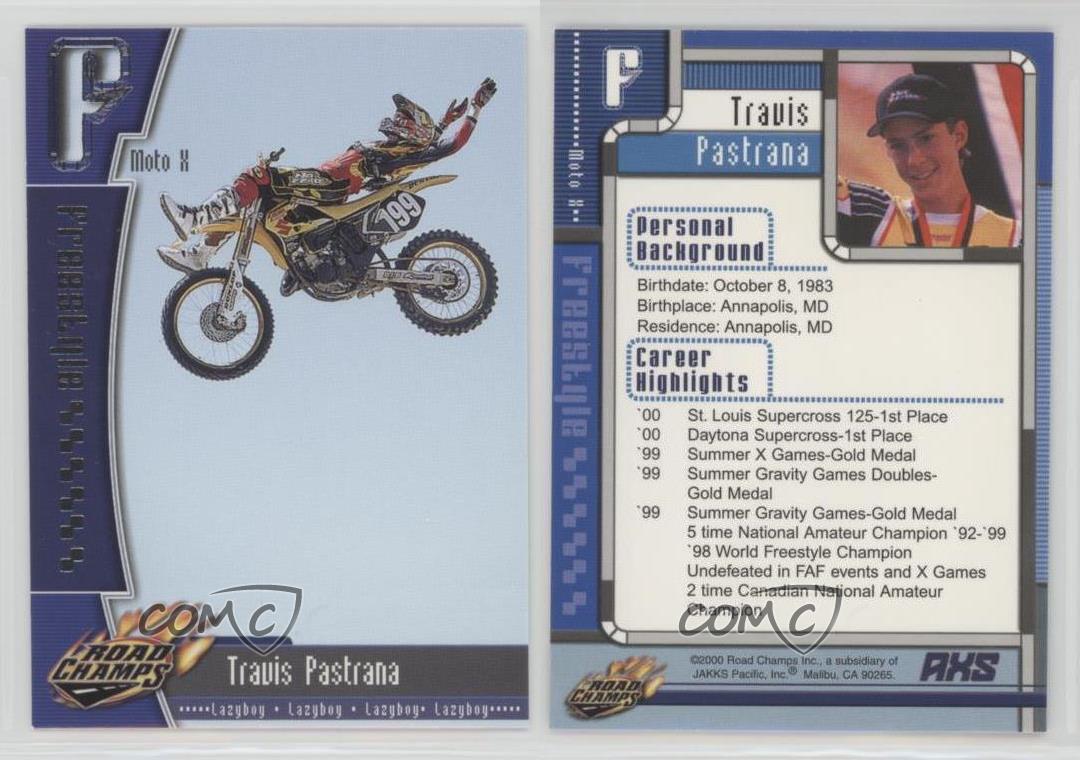 F
Moto X
Freestyle
199
COMC
ROAD
CHAMPS
Travis Pastrana
Lazyboy • Lazyboy • Lazyboy • Lazyboy
F
Moto X
Freestyle
Travis
Pastrana
Personal
Background
Birthdate: October 8, 1983
Birthplace: Annapolis, MD
Residence: Annapolis, MD
Career
Highlights
`00 St. Louis Supercross 125-1st Place
`00 Daytona Supercross-1st Place
`99 Summer X Games-Gold Medal
`99 Summer Gravity Games Doubles-
Gold Medal
`99 Summer Gravity Games-Gold Medal
5 time National Amateur Champion `92-`99
`98 World Freestyle Champion
Undefeated in FAF events and X Games
2 time Canadian National Amateur
Champion
COMC
ROAD
CHAMPS
©2000 Road Champs Inc., a subsidiary of
JAKKS Pacific, Inc.® Malibu, CA 90265.
AXS